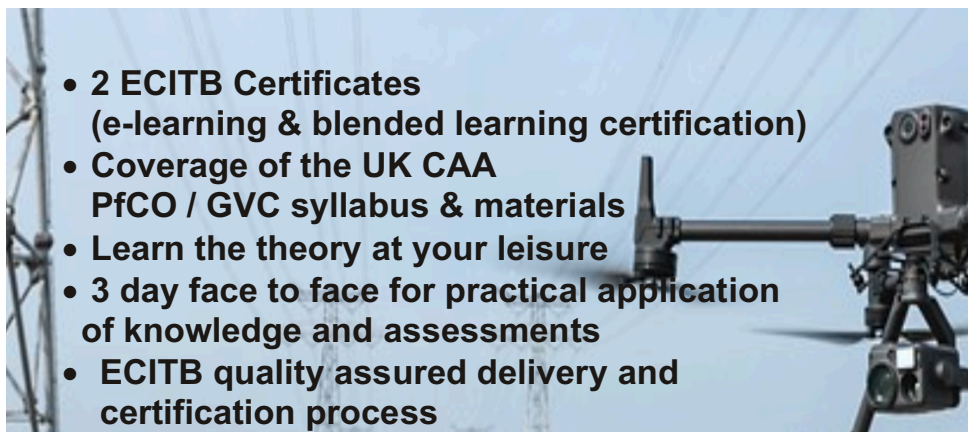 • 2 ECITB Certificates
(e-learning & blended learning certification)
• Coverage of the UK CAA
PfCO / GVC syllabus & materials
• Learn the theory at your leisure
• 3 day face to face for practical application
of knowledge and assessments
• ECITB quality assured delivery and
certification process